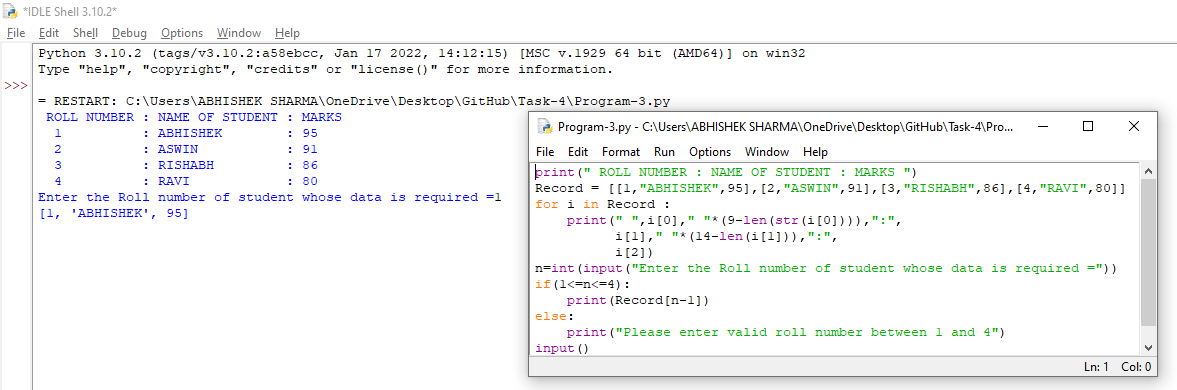 *IDLE Shell 3.10.2*
File Edit Shell Debug Options Window Help
Python 3.10.2 (tags/v3.10.2:a58ebcc, Jan 17 2022, 14:12:15) [MSC v.1929 64 bit (AMD64)] on win32
Type "help", "copyright", "credits" or "license()" for more information.
>>>
= RESTART: C:\Users\ABHISHEK SHARMA\OneDrive\Desktop\GitHub\Task-4\Program-3.py
ROLL NUMBER : NAME OF STUDENT : MARKS
1 : ABHISHEK : 95
2 : ASWIN : 91
3 : RISHABH : 86
4 : RAVI : 80
Enter the Roll number of student whose data is required =1
[1, 'ABHISHEK', 95]
Program-3.py - C:\Users\ABHISHEK SHARMA\OneDrive\Desktop\GitHub\Task-4\Pro...
File Edit Format Run Options Window Help
print(" ROLL NUMBER : NAME OF STUDENT : MARKS ")
Record = [[1,"ABHISHEK",95],[2,"ASWIN",91],[3,"RISHABH",86],[4,"RAVI",80]]
for i in Record :
    print(" ",i[0]," "*(9-len(str(i[0]))),":",
          i[1]," "*(14-len(i[1])),":",
          i[2])
n=int(input("Enter the Roll number of student whose data is required ="))
if(1<=n<=4):
    print(Record[n-1])
else:
    print("Please enter valid roll number between 1 and 4")
input()
Ln: 1 Col: 0